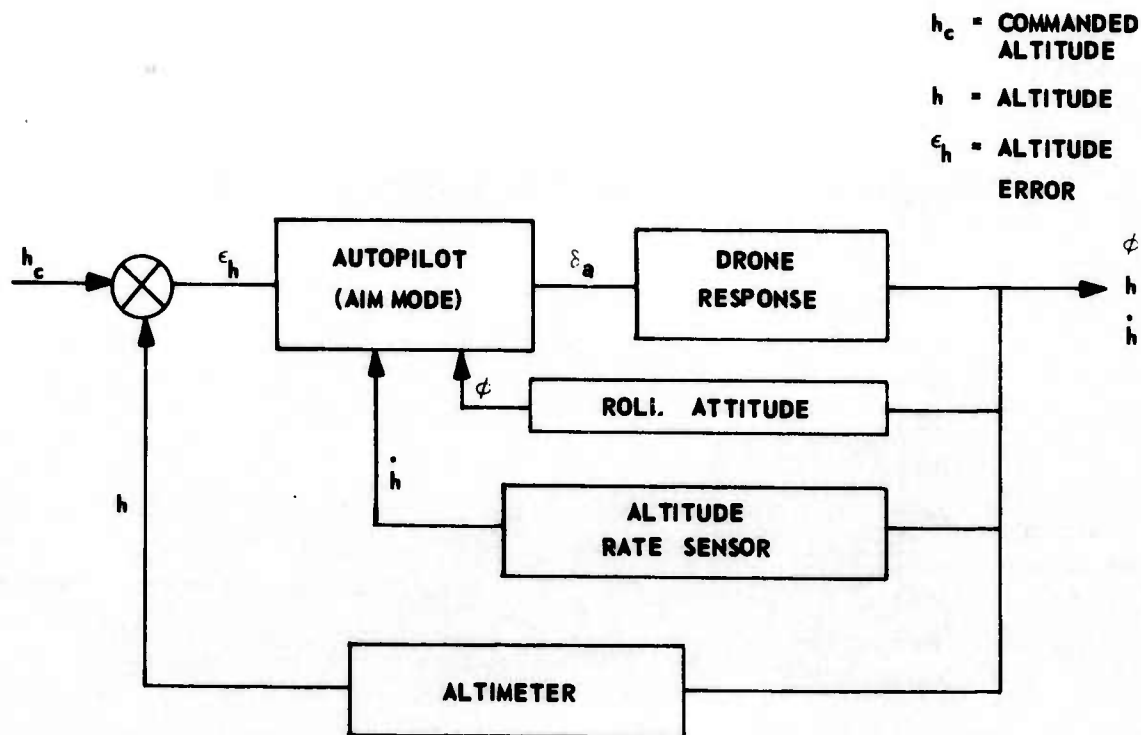 h_c = COMMANDED
ALTITUDE
h = ALTITUDE
ϵ_h = ALTITUDE
ERROR
h_c
ϵ_h
AUTOPILOT
(AIM MODE)
δ_a
DRONE
RESPONSE
ϕ
h
ḣ
ϕ
ROLL ATTITUDE
ḣ
ALTITUDE
RATE SENSOR
h
ALTIMETER